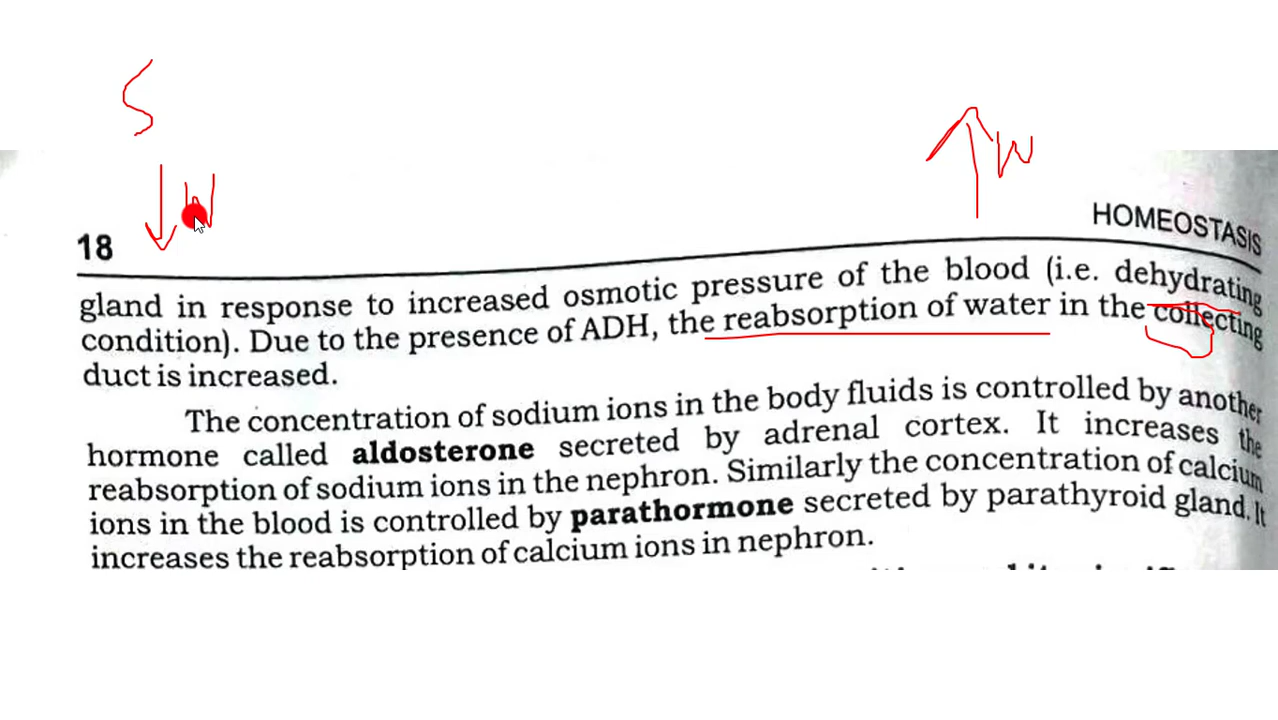 S
W
W
18
HOMEOSTASIS
gland in response to increased osmotic pressure of the blood (i.e. dehydrating
condition). Due to the presence of ADH, the reabsorption of water in the collecting
duct is increased.
The concentration of sodium ions in the body fluids is controlled by another
hormone called aldosterone secreted by adrenal cortex. It increases the
reabsorption of sodium ions in the nephron. Similarly the concentration of calcium
ions in the blood is controlled by parathormone secreted by parathyroid gland. It
increases the reabsorption of calcium ions in nephron.